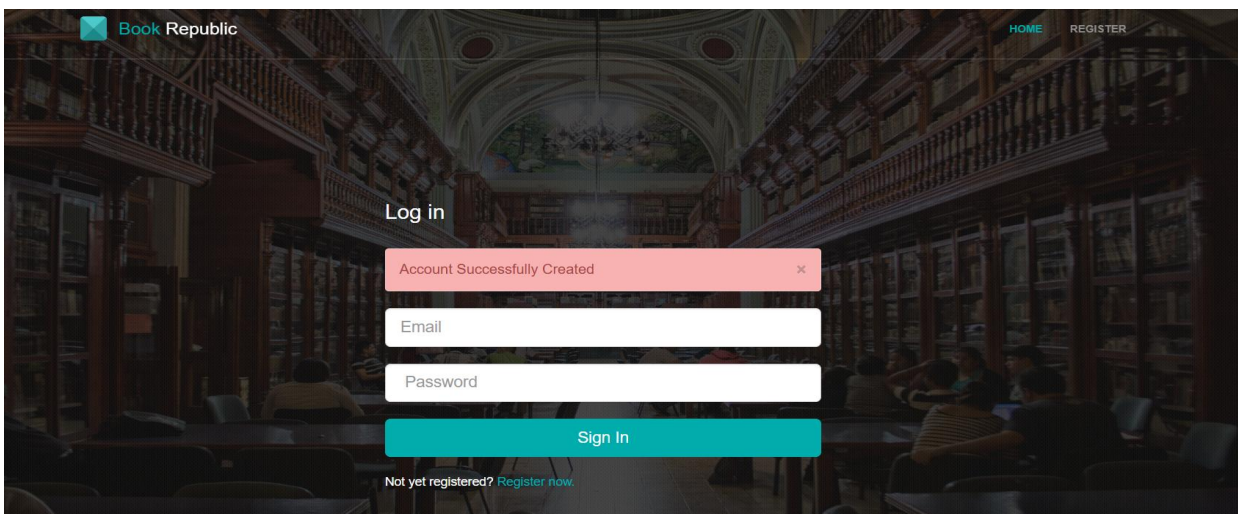 Book Republic
HOME REGISTER
Log in
Account Successfully Created ×
Email
Password
Sign In
Not yet registered? Register now.